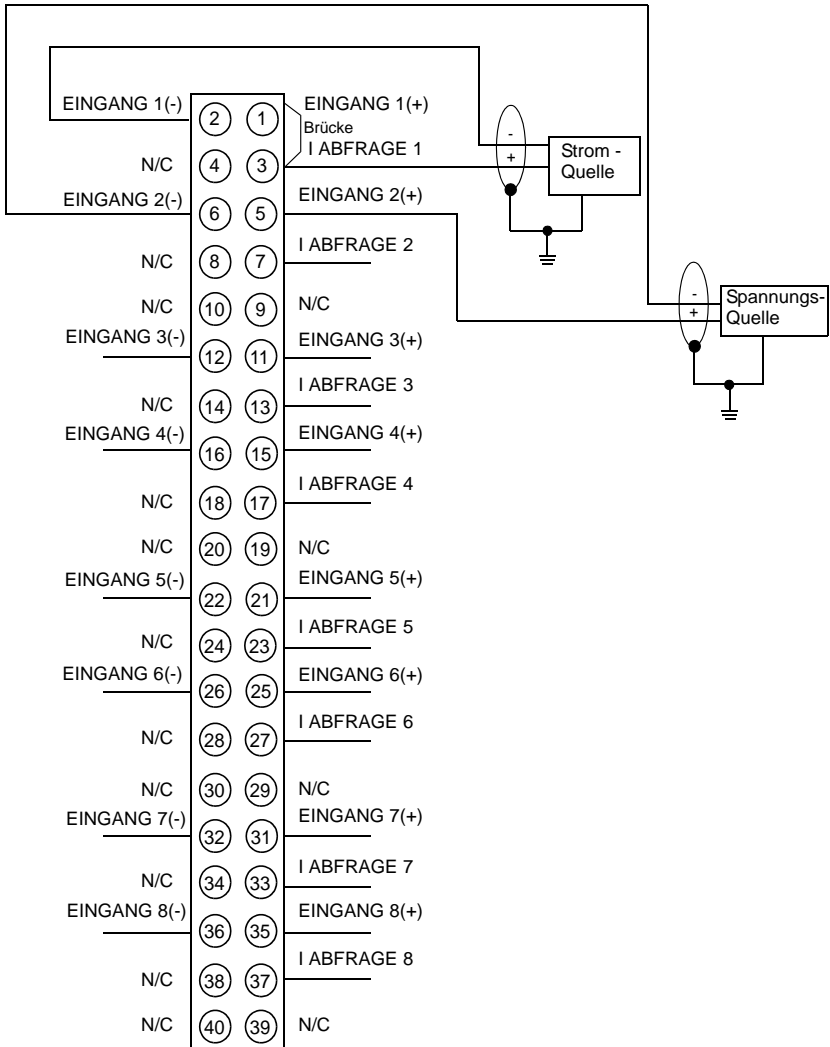 EINGANG 1(-) 2 1 EINGANG 1(+)
Brücke
N/C 4 3 I ABFRAGE 1
EINGANG 2(-) 6 5 EINGANG 2(+)
N/C 8 7 I ABFRAGE 2
N/C 10 9 N/C
EINGANG 3(-) 12 11 EINGANG 3(+)
N/C 14 13 I ABFRAGE 3
EINGANG 4(-) 16 15 EINGANG 4(+)
N/C 18 17 I ABFRAGE 4
N/C 20 19 N/C
EINGANG 5(-) 22 21 EINGANG 5(+)
N/C 24 23 I ABFRAGE 5
EINGANG 6(-) 26 25 EINGANG 6(+)
N/C 28 27 I ABFRAGE 6
N/C 30 29 N/C
EINGANG 7(-) 32 31 EINGANG 7(+)
N/C 34 33 I ABFRAGE 7
EINGANG 8(-) 36 35 EINGANG 8(+)
N/C 38 37 I ABFRAGE 8
N/C 40 39 N/C
-
+
Strom -
Quelle
-
+
Spannungs-
Quelle